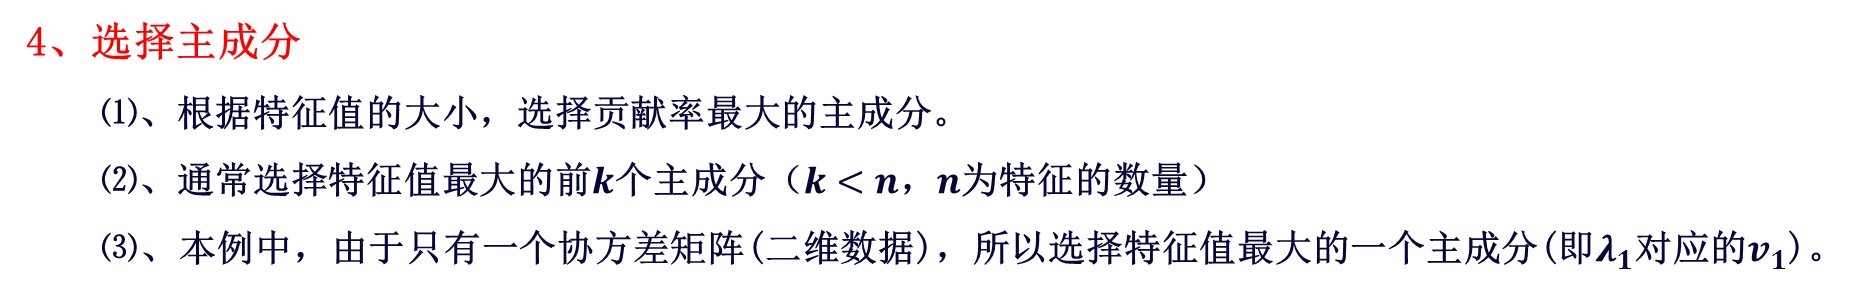 4、选择主成分
⑴、根据特征值的大小，选择贡献率最大的主成分。
⑵、通常选择特征值最大的前k个主成分（k < n，n为特征的数量）
⑶、本例中，由于只有一个协方差矩阵(二维数据)，所以选择特征值最大的一个主成分(即λ₁对应的v₁)。